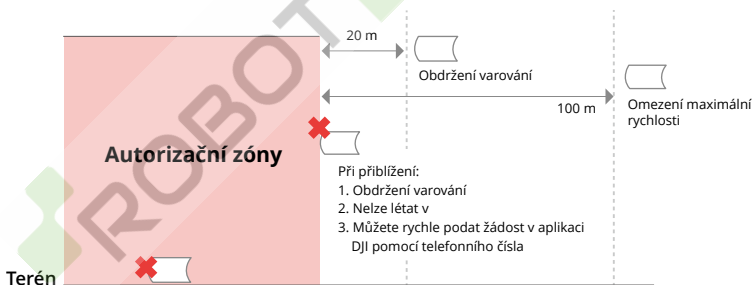 20 m
Obdržení varování
100 m
Omezení maximální
rychlosti
Autorizační zóny
Při přiblížení:
1. Obdržení varování
2. Nelze létat v
3. Můžete rychle podat žádost v aplikaci
DJI pomocí telefonního čísla
Terén
ROBOT